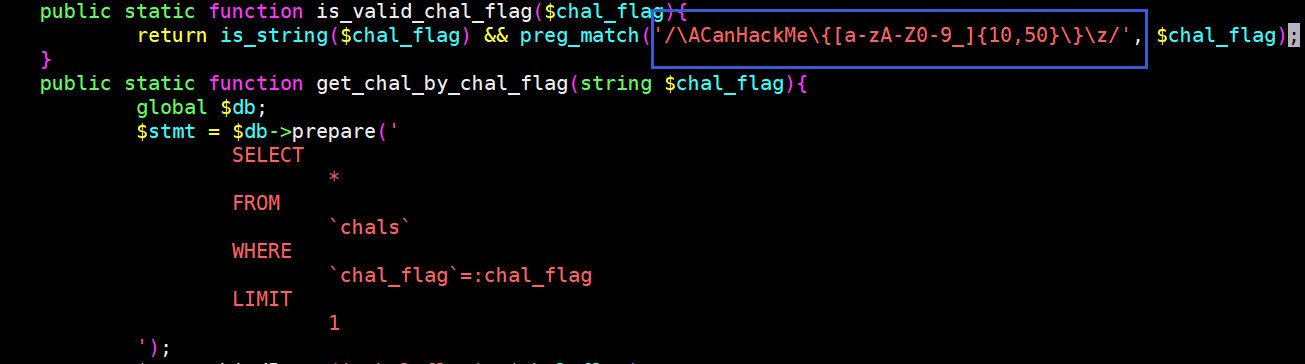 public static function is_valid_chal_flag($chal_flag){
return is_string($chal_flag) && preg_match('/\ACanHackMe\{[a-zA-Z0-9_]{10,50}\}\z/', $chal_flag);
}
public static function get_chal_by_chal_flag(string $chal_flag){
global $db;
$stmt = $db->prepare('
SELECT
*
FROM
`chals`
WHERE
`chal_flag`=:chal_flag
LIMIT
1
');